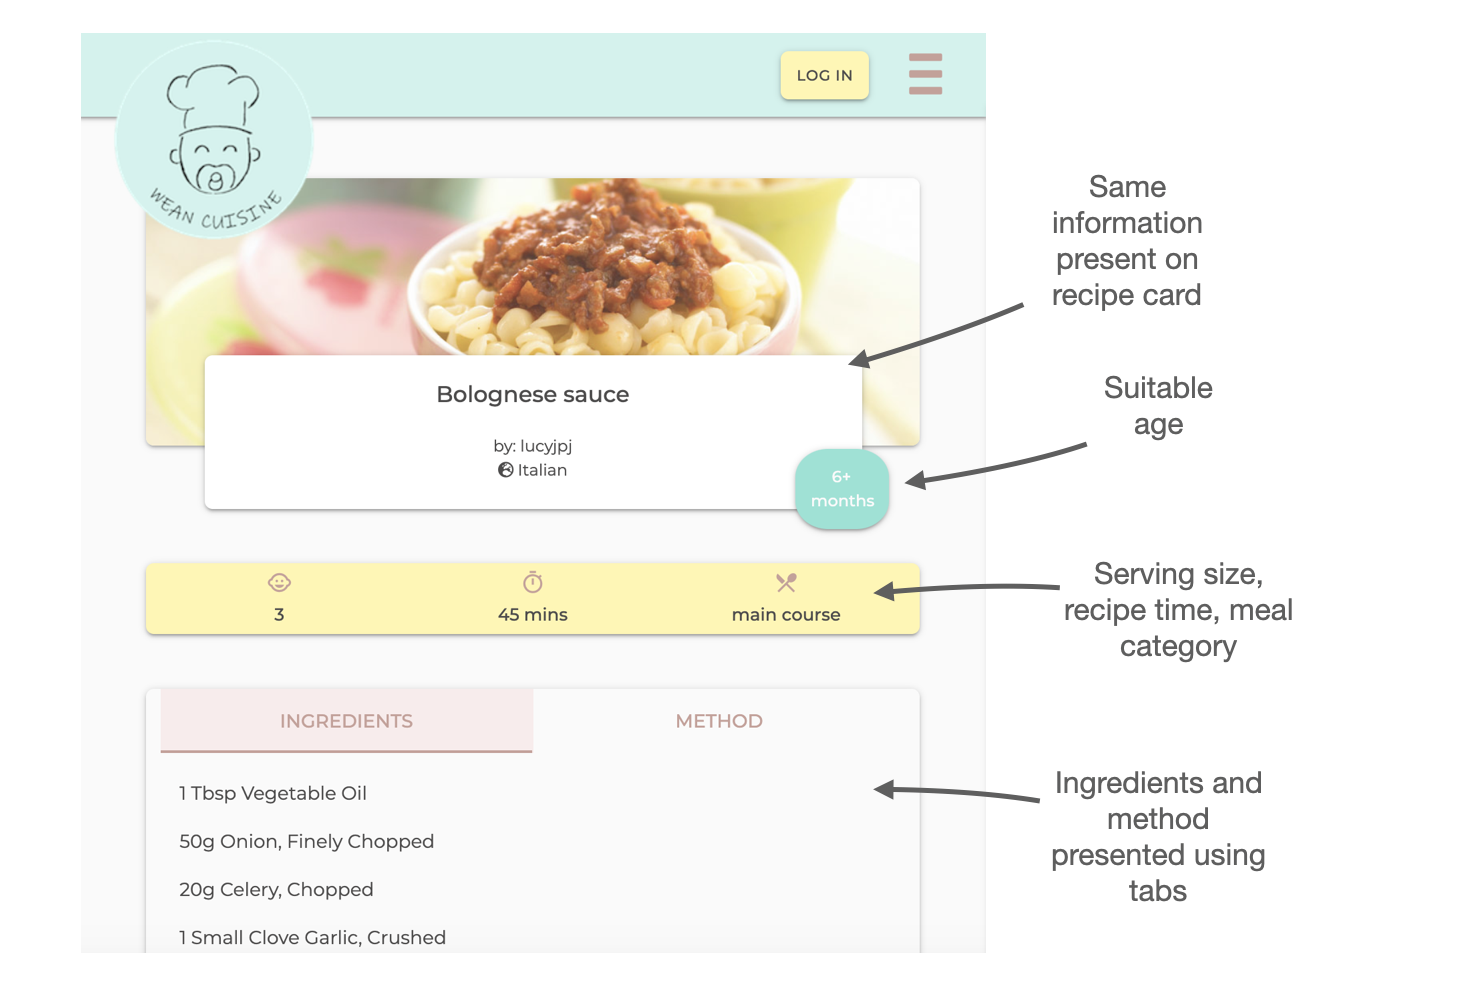 LOG IN
WEAN CUISINE
Same
information
present on
recipe card
Bolognese sauce
by: lucyjpj
Italian
Suitable
age
6+
months
3
45 mins
main course
Serving size,
recipe time, meal
category
INGREDIENTS
METHOD
1 Tbsp Vegetable Oil
50g Onion, Finely Chopped
20g Celery, Chopped
1 Small Clove Garlic, Crushed
Ingredients and
method
presented using
tabs